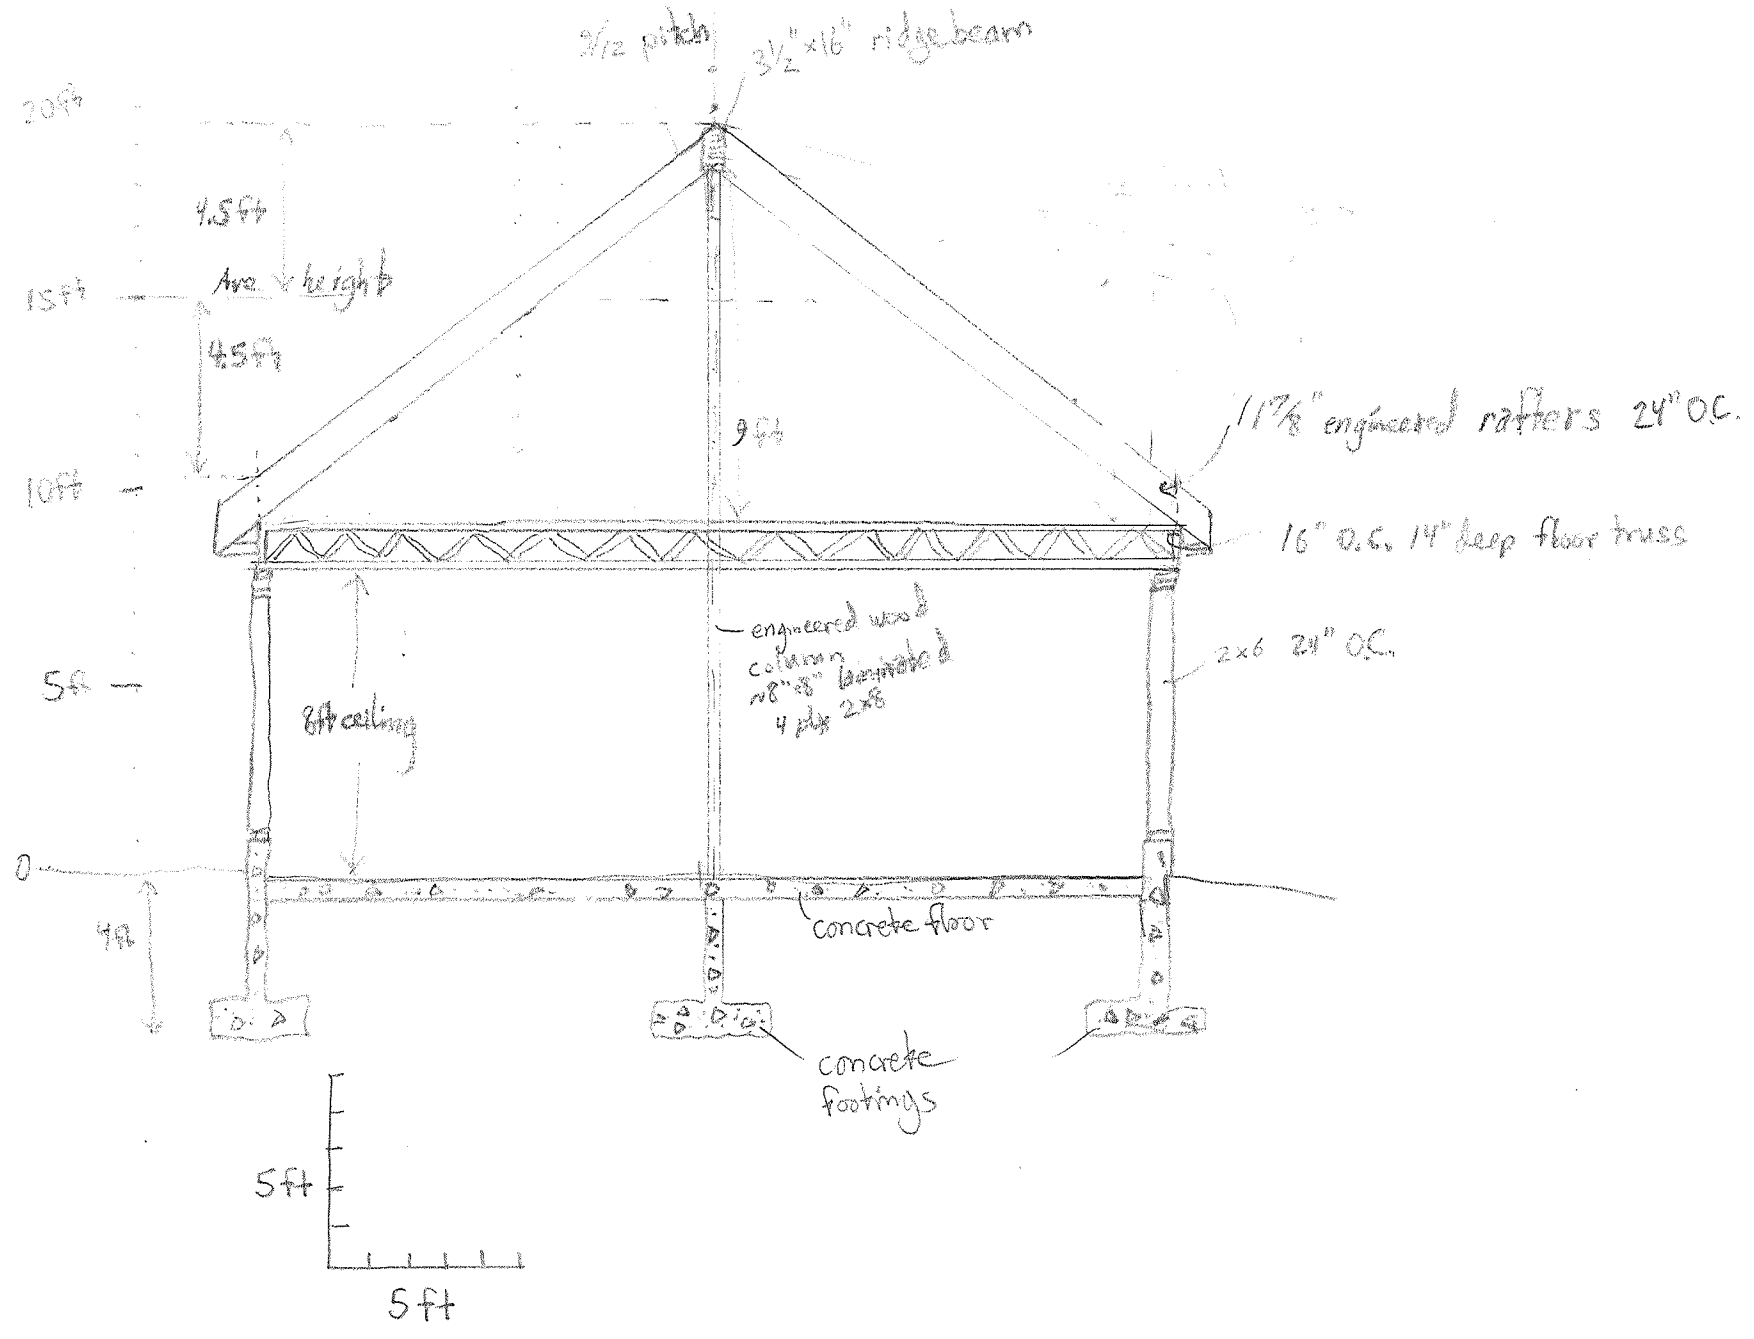 9/12 pitch
3½"x16" ridge beam
20ft
4.5ft
Ave height
15ft
4.5ft
9ft
11⅞" engineered rafters 24" O.C.
10ft
16" O.C. 14" deep floor truss
engineered wood
column
~8"x8" laminated
4 ply 2x8
2x6 24" O.C.
5ft
8ft ceiling
0
4ft
concrete floor
concrete
footings
5ft
5ft